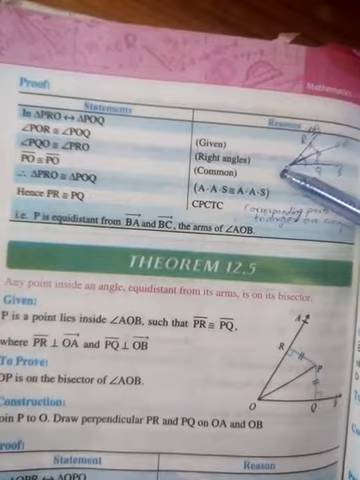 Mathematics
Proof:
Statements Reasons
In ΔPRO ↔ ΔPOQ
∠POR ≅ ∠POQ (Given)
∠PQO ≅ ∠PRO (Right angles)
PO ≅ PO (Common)
∴ ΔPRO ≅ ΔPOQ (A·A·S ≅ A·A·S)
Hence PR ≅ PQ CPCTC
i.e. P is equidistant from BA and BC, the arms of ∠AOB.
THEOREM 12.5
Any point inside an angle, equidistant from its arms, is on its bisector.
Given:
P is a point lies inside ∠AOB, such that PR ≅ PQ,
where PR ⊥ OA and PQ ⊥ OB
To Prove:
OP is on the bisector of ∠AOB.
Construction:
oin P to O. Draw perpendicular PR and PQ on OA and OB
roof:
Statement Reason
A
R
P
O
Q